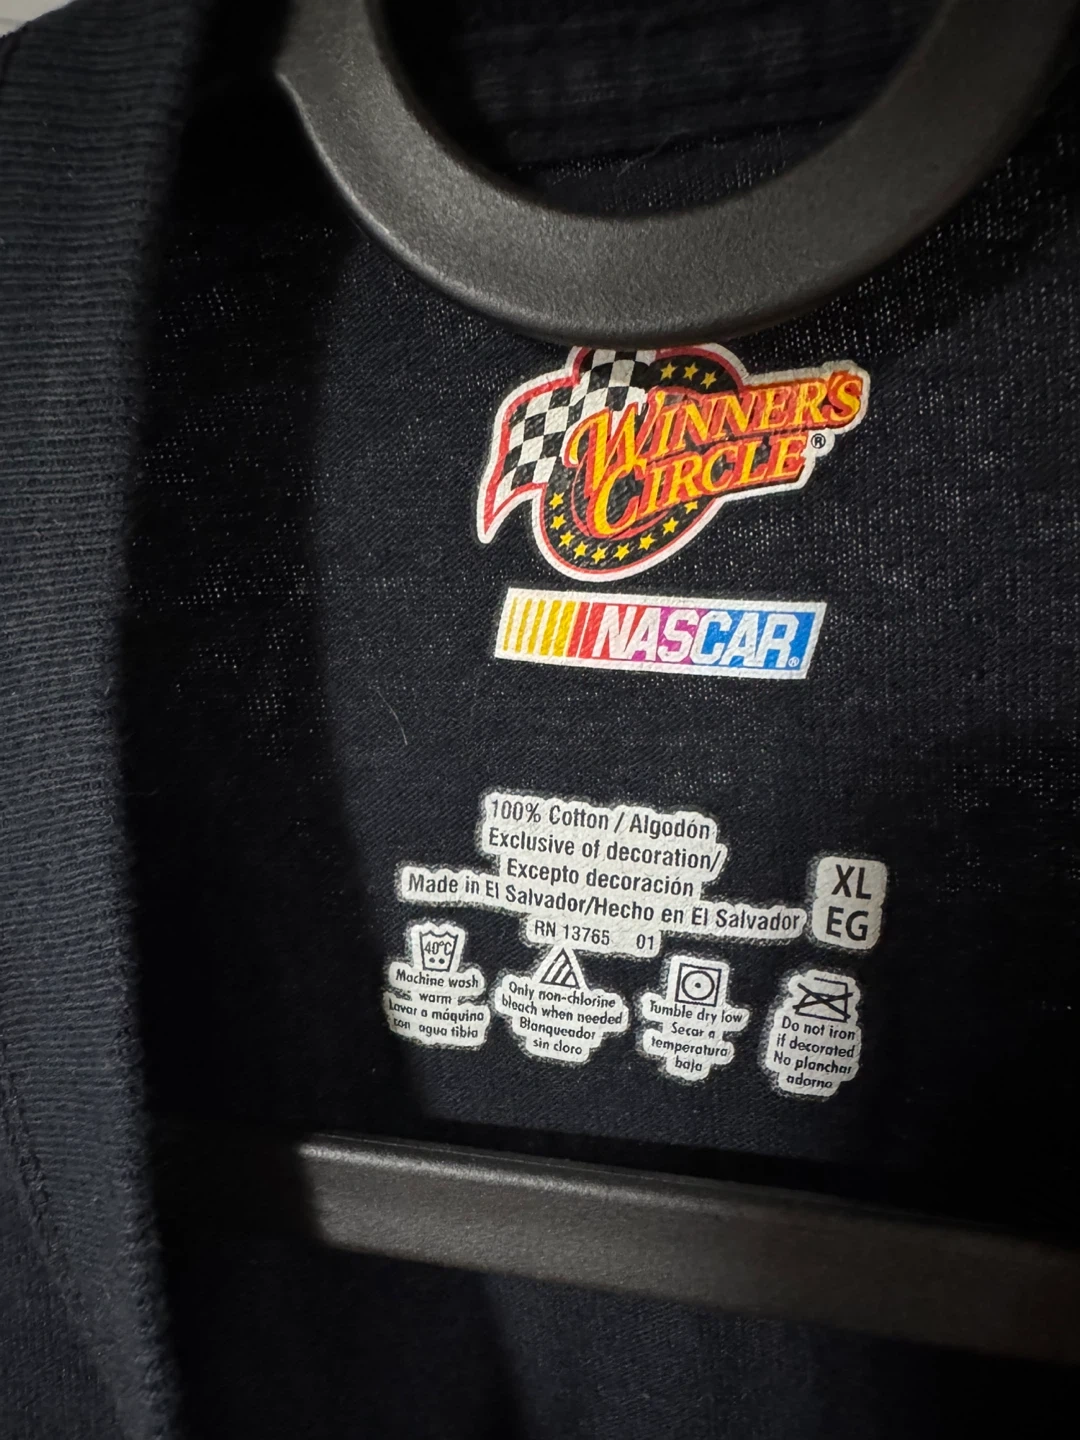 WINNER'S
CIRCLE®
NASCAR®
100% Cotton / Algodón
Exclusive of decoration/
Excepto decoración
Made in El Salvador/Hecho en El Salvador
RN 13765 01
XL
EG
40°C
Machine wash
warm
Lavar a máquina
con agua tibia
Only non-chlorine
bleach when needed
Blanqueador
sin cloro
Tumble dry low
Secar a
temperatura
baja
Do not iron
if decorated
No planchar
adorno